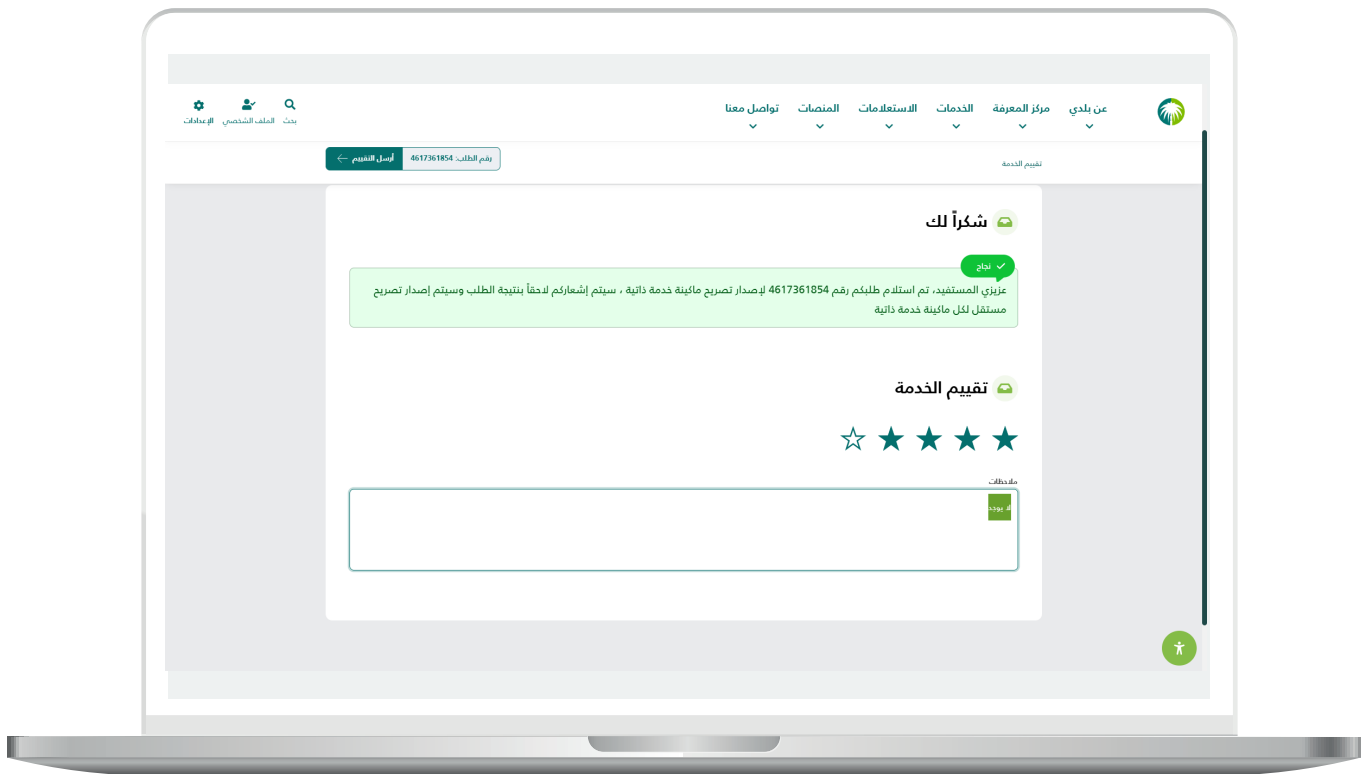 عن بلدي
مركز المعرفة
الخدمات
الاستعلامات
المنصات
تواصل معنا
بحث
الملف الشخصي
الإعدادات
تقييم الخدمة
رقم الطلب: 4617361854
أرسل التقييم
شكراً لك
نجاح
عزيزي المستفيد، تم استلام طلبكم رقم 4617361854 لإصدار تصريح ماكينة خدمة ذاتية ، سيتم إشعاركم لاحقاً بنتيجة الطلب وسيتم إصدار تصريح
مستقل لكل ماكينة خدمة ذاتية
تقييم الخدمة
ملاحظات
لا يوجد